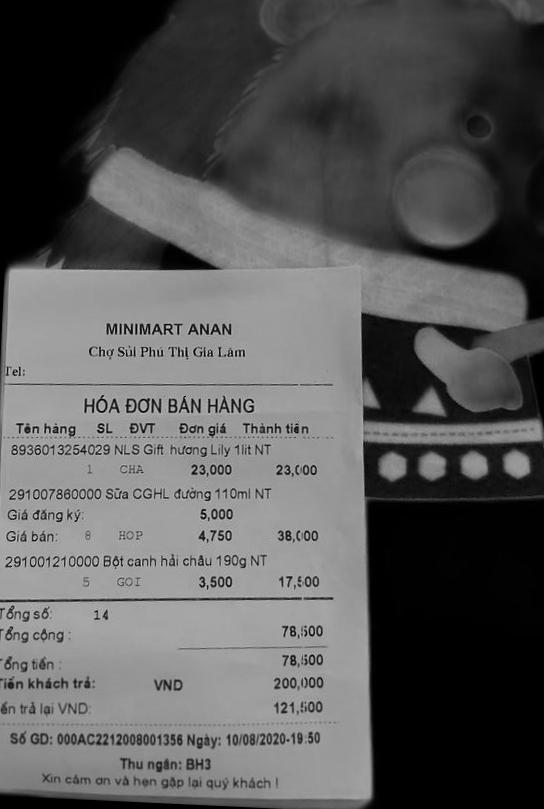 MINIMART ANAN
Chợ Sủi Phú Thị Gia Lâm
Tel:
HÓA ĐƠN BÁN HÀNG
Tên hàng SL ĐVT Đơn giá Thành tiền
8936013254029 NLS Gift hương Lily 1lit NT
1 CHA 23,000 23,000
291007860000 Sữa CGHL đường 110ml NT
Giá đăng ký: 5,000
Giá bán: 8 HOP 4,750 38,000
291001210000 Bột canh hải châu 190g NT
5 GOI 3,500 17,500
Tổng số: 14
Tổng cộng : 78,500
Tổng tiền : 78,500
Tiền khách trả: VND 200,000
iền trả lại VND: 121,500
Số GD: 000AC2212008001356 Ngày: 10/08/2020-19:50
Thu ngân: BH3
Xin cảm ơn và hẹn gặp lại quý khách !